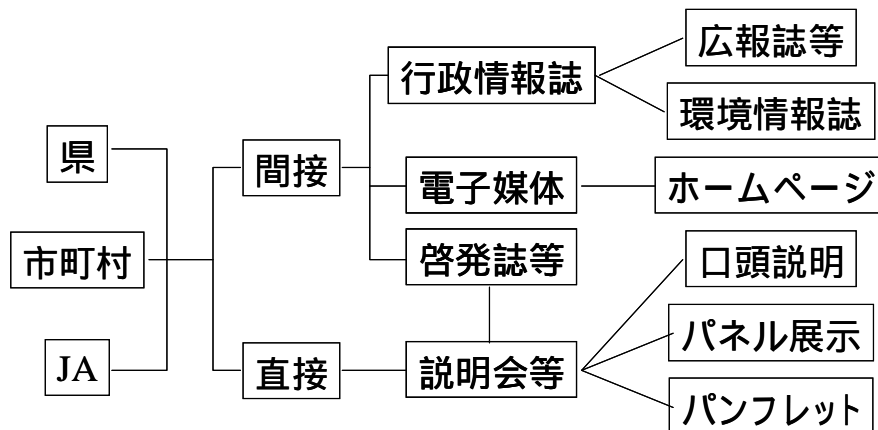 県
市町村
JA
間接
直接
行政情報誌
電子媒体
啓発誌等
説明会等
広報誌等
環境情報誌
ホームページ
口頭説明
パネル展示
パンフレット